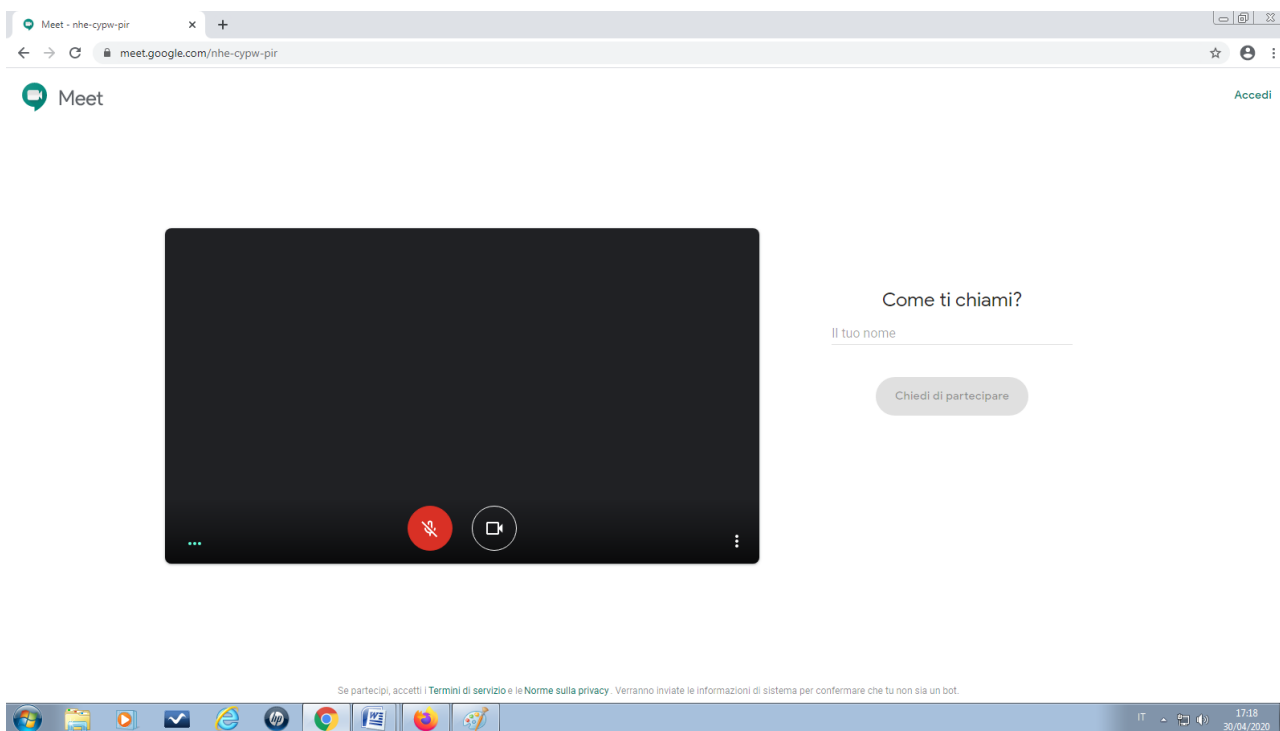 Meet - nhe-cypw-pir
meet.google.com/nhe-cypw-pir
Meet
Accedi
Come ti chiami?
Il tuo nome
Chiedi di partecipare
Se partecipi, accetti i Termini di servizio e le Norme sulla privacy. Verranno inviate le informazioni di sistema per confermare che tu non sia un bot.
hp
W
IT
17:18
30/04/2020